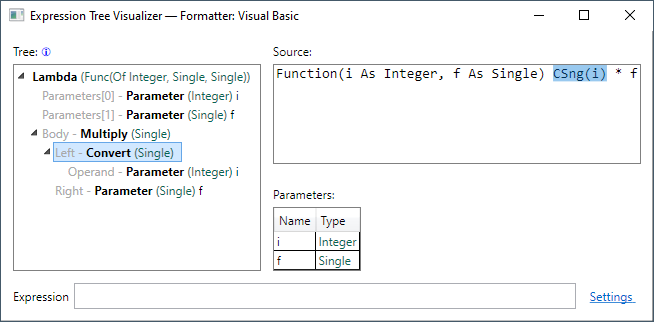 Expression Tree Visualizer — Formatter: Visual Basic
Tree:
Lambda (Func(Of Integer, Single, Single))
Parameters[0] - Parameter (Integer) i
Parameters[1] - Parameter (Single) f
Body - Multiply (Single)
Left - Convert (Single)
Operand - Parameter (Integer) i
Right - Parameter (Single) f
Source:
Function(i As Integer, f As Single) CSng(i) * f
Parameters:
Name Type
i Integer
f Single
Expression
Settings